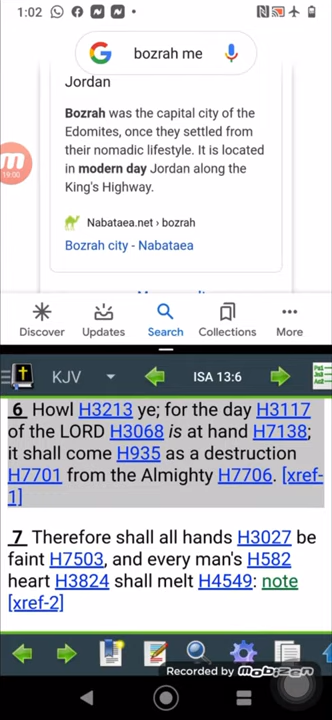 1:02
bozrah me
Jordan
Bozrah was the capital city of the
Edomites, once they settled from
their nomadic lifestyle. It is located
in modern day Jordan along the
King's Highway.
19:00
Nabataea.net › bozrah
Bozrah city - Nabataea
Discover Updates Search Collections More
KJV ISA 13:6
6 Howl H3213 ye; for the day H3117
of the LORD H3068 is at hand H7138;
it shall come H935 as a destruction
H7701 from the Almighty H7706. [xref-
1]
7 Therefore shall all hands H3027 be
faint H7503, and every man's H582
heart H3824 shall melt H4549: note
[xref-2]
Recorded by mobizen